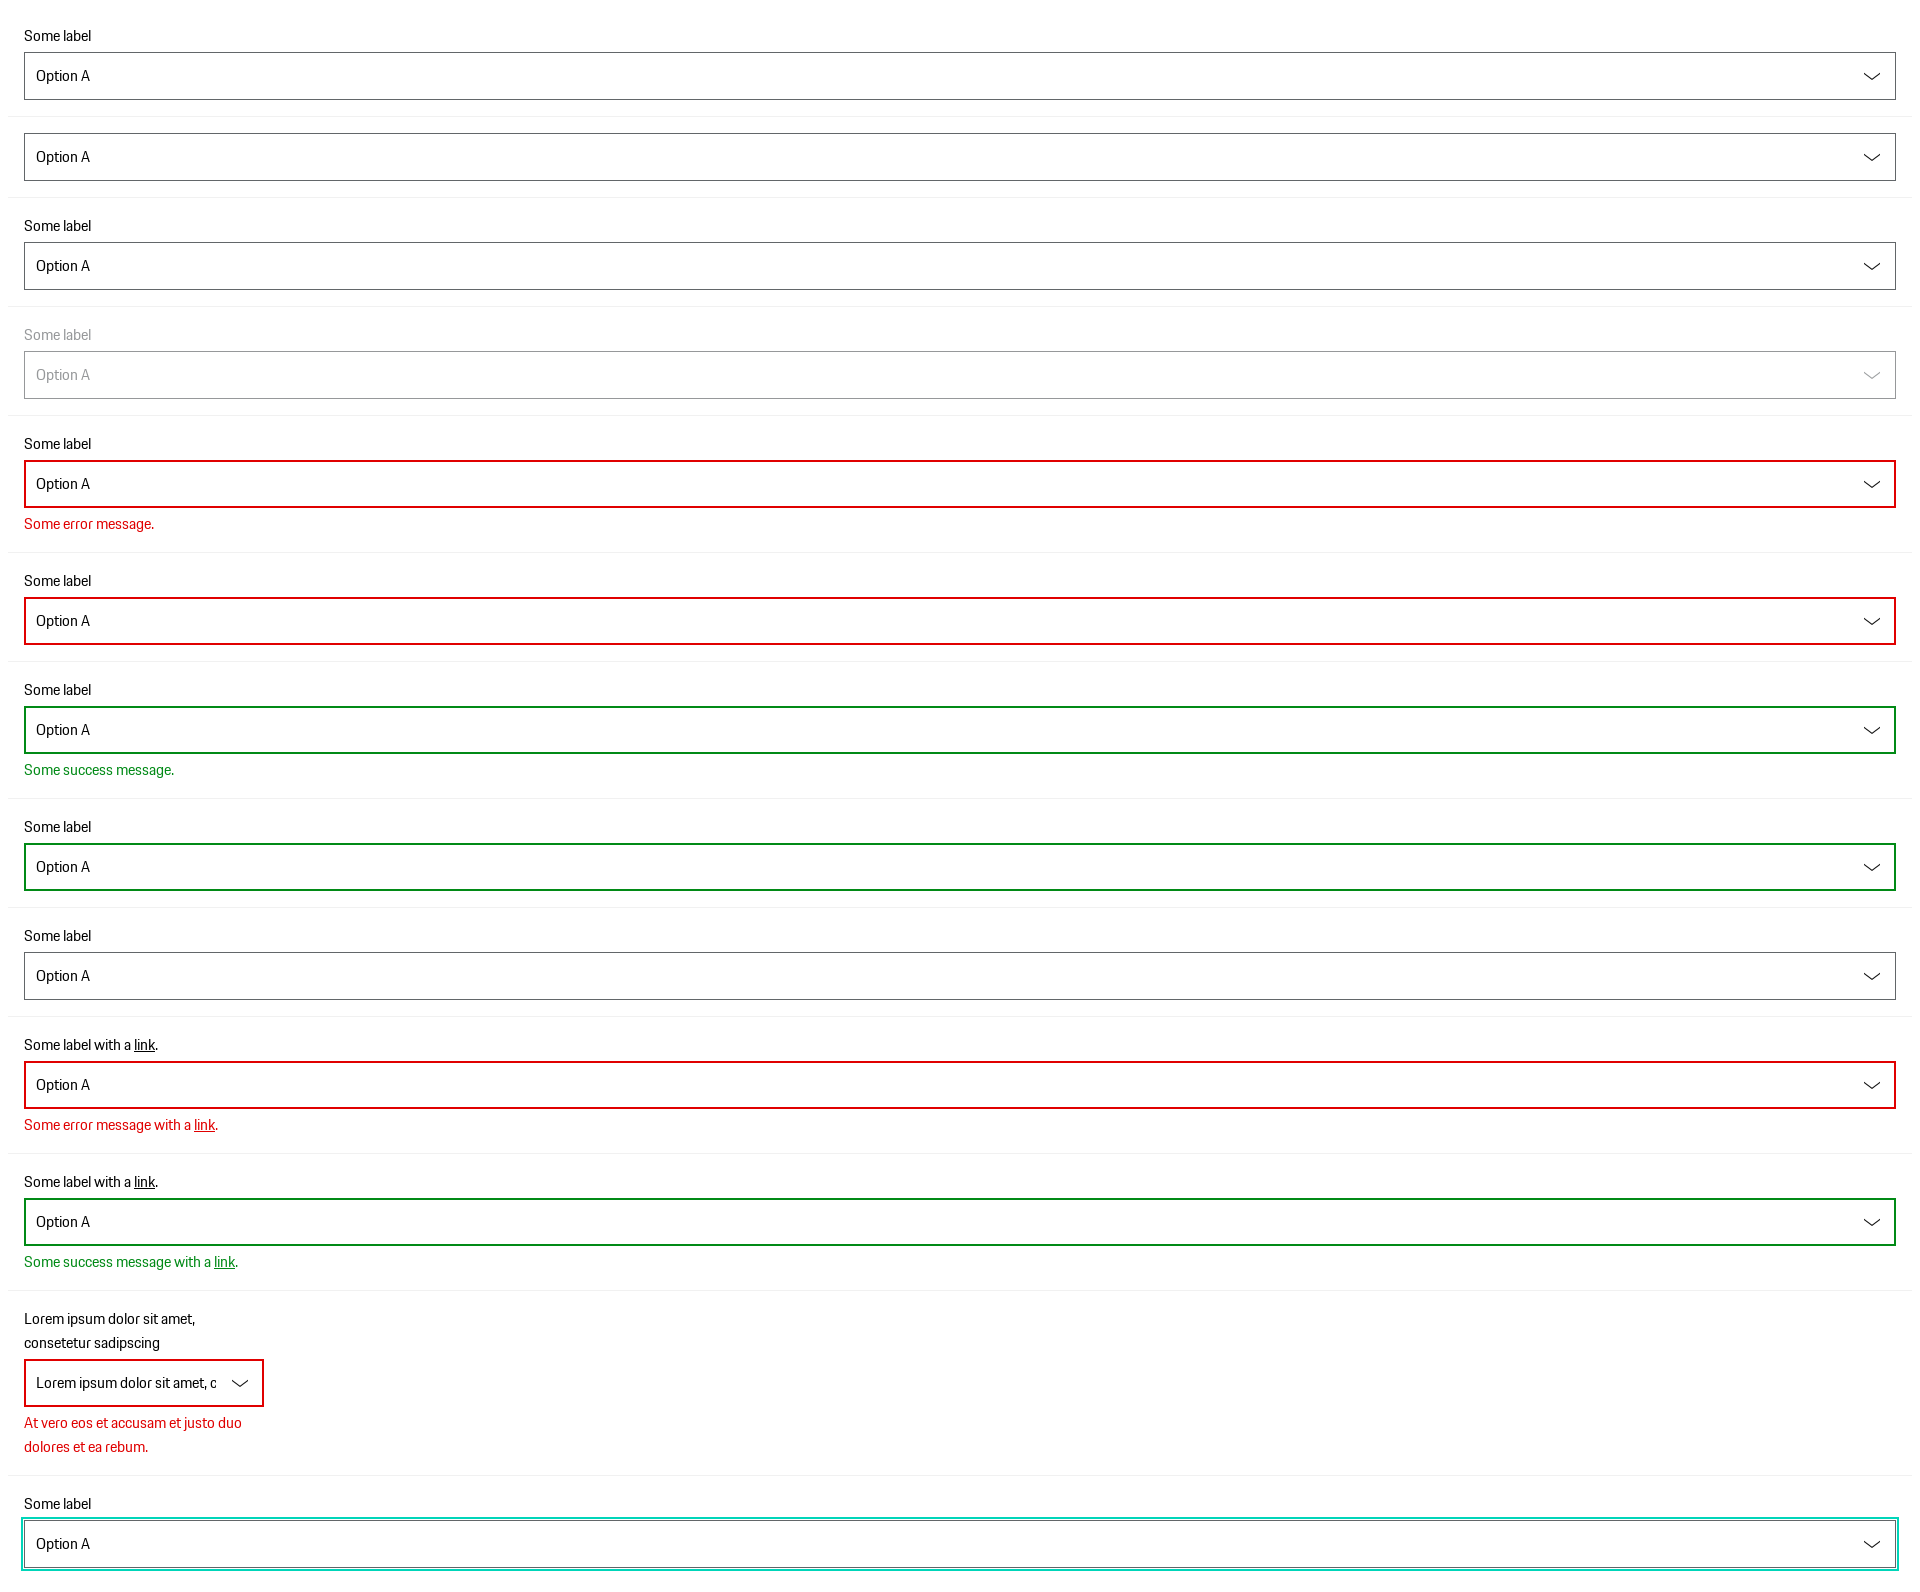 Some label
Option A
Option A
Some label
Option A
Some label
Option A
Some label
Option A
Some error message.
Some label
Option A
Some label
Option A
Some success message.
Some label
Option A
Some label
Option A
Some label with a link.
Option A
Some error message with a link.
Some label with a link.
Option A
Some success message with a link.
Lorem ipsum dolor sit amet,
consetetur sadipscing
Lorem ipsum dolor sit amet, c
At vero eos et accusam et justo duo
dolores et ea rebum.
Some label
Option A